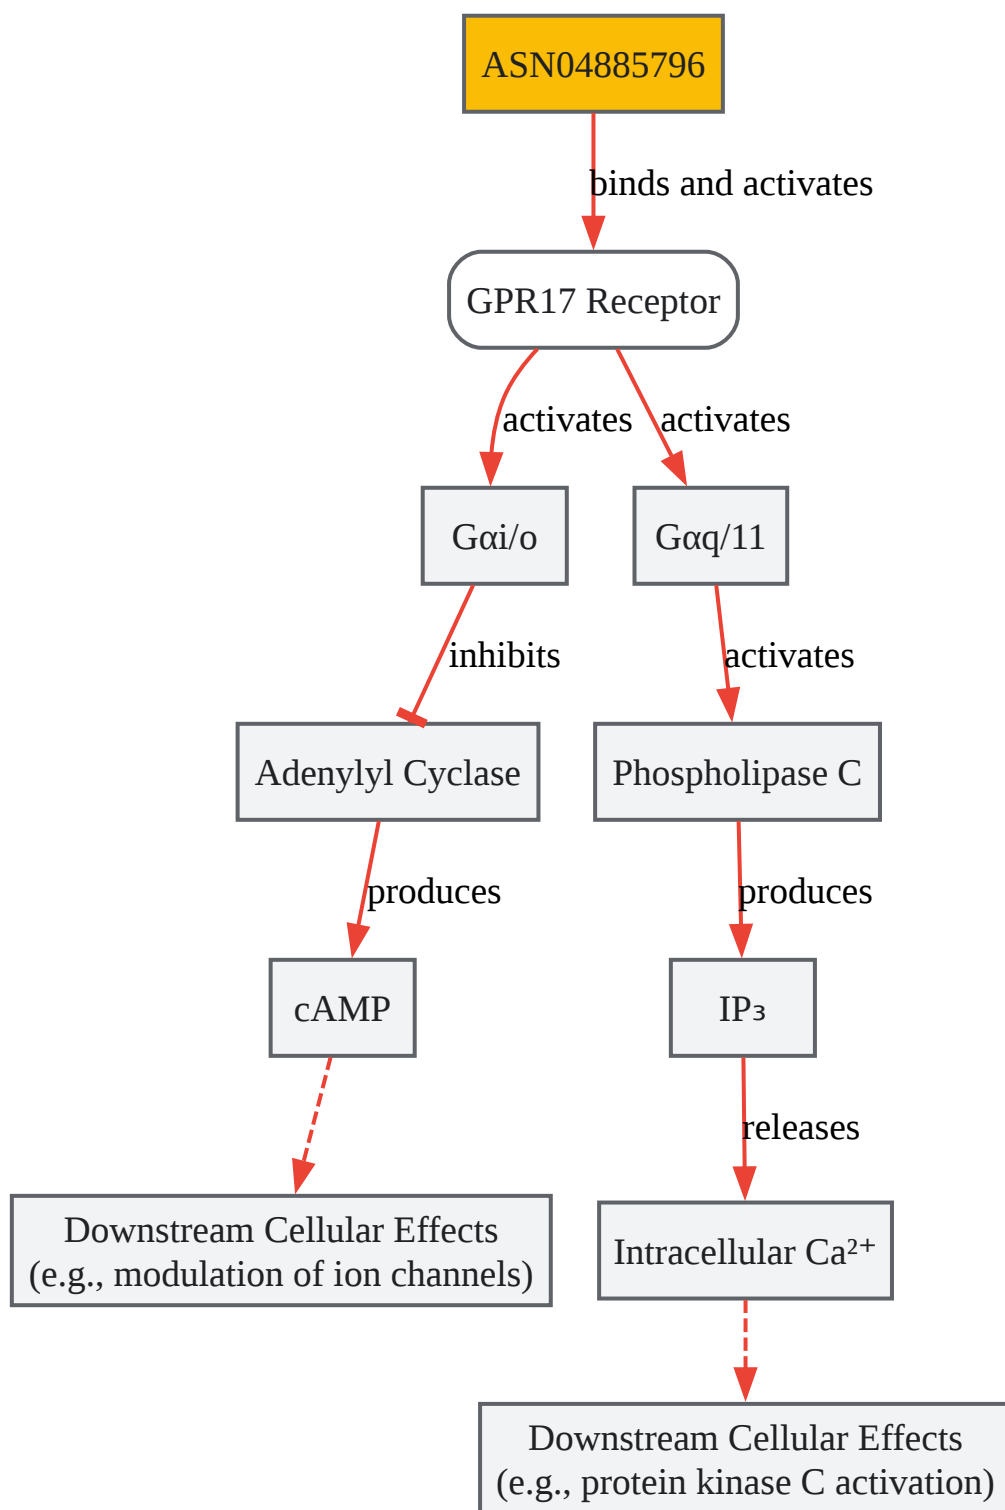 ASN04885796
binds and activates
GPR17 Receptor
activates
activates
Gαi/o
Gαq/11
inhibits
activates
Adenylyl Cyclase
Phospholipase C
produces
produces
cAMP
IP₃
releases
Downstream Cellular Effects
(e.g., modulation of ion channels)
Intracellular Ca²⁺
Downstream Cellular Effects
(e.g., protein kinase C activation)